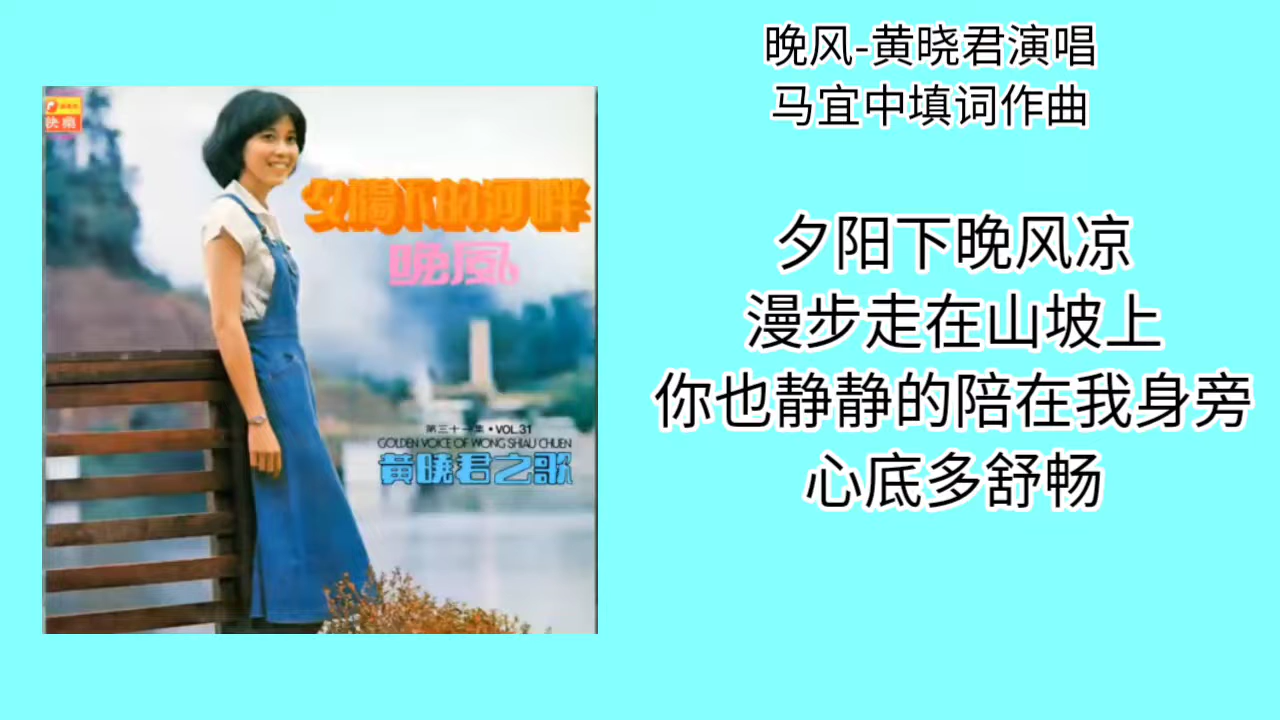 晚风-黄晓君演唱
马宜中填词作曲
夕阳下晚风凉
漫步走在山坡上
你也静静的陪在我身旁
心底多舒畅
快樂
夕陽下的河畔
晚風
第三十一集•VOL.31
GOLDEN VOICE OF WONG SHIAU CHUEN
黃曉君之歌